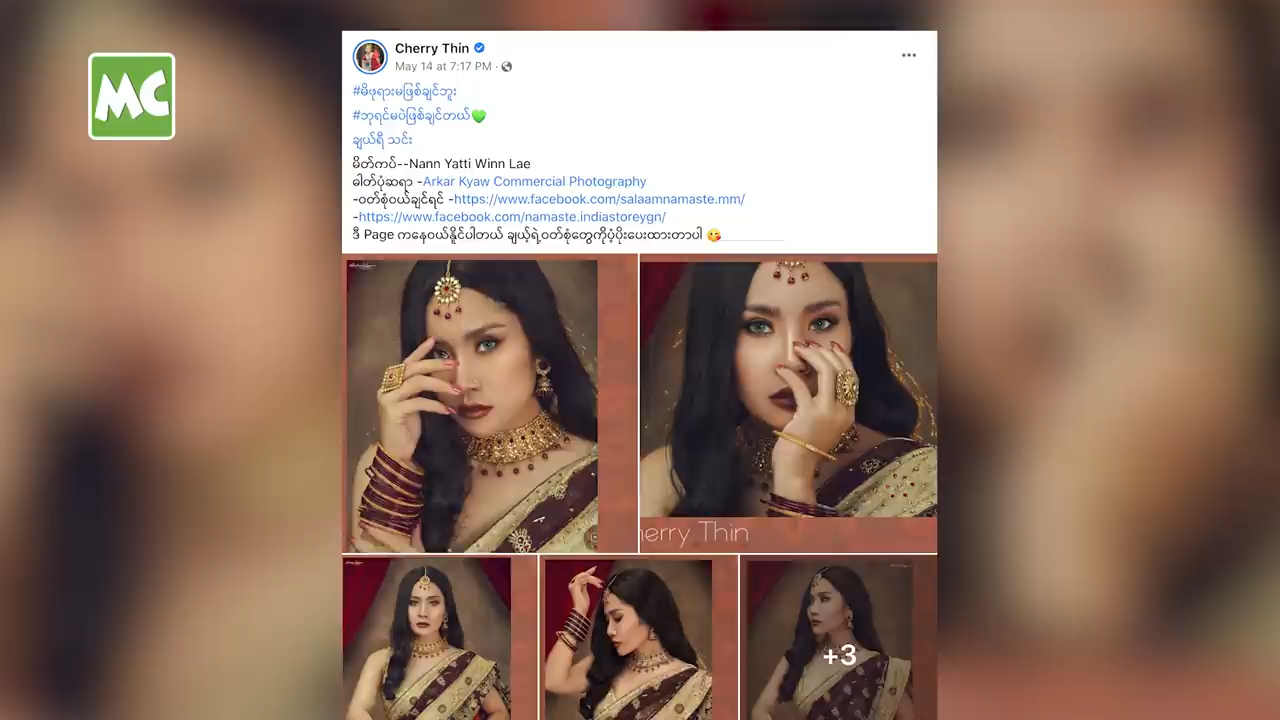 MC
Cherry Thin
May 14 at 7:17 PM ·
#မိဖုရားမဖြစ်ချင်ဘူး
#ဘုရင်မပဲဖြစ်ချင်တယ်💚
ချယ်ရီ သင်း
မိတ်ကပ်--Nann Yatti Winn Lae
ဓါတ်ပုံဆရာ -Arkar Kyaw Commercial Photography
-ဝတ်စုံဝယ်ချင်ရင် -https://www.facebook.com/salaamnamaste.mm/
-https://www.facebook.com/namaste.indiastoreygn/
ဒီ Page ကနေဝယ်နိူင်ပါတယ် ချယ့်ရဲ့ဝတ်စုံတွေကိုပံ့ပိုးပေးထားတာပါ 😘
erry Thin
+3